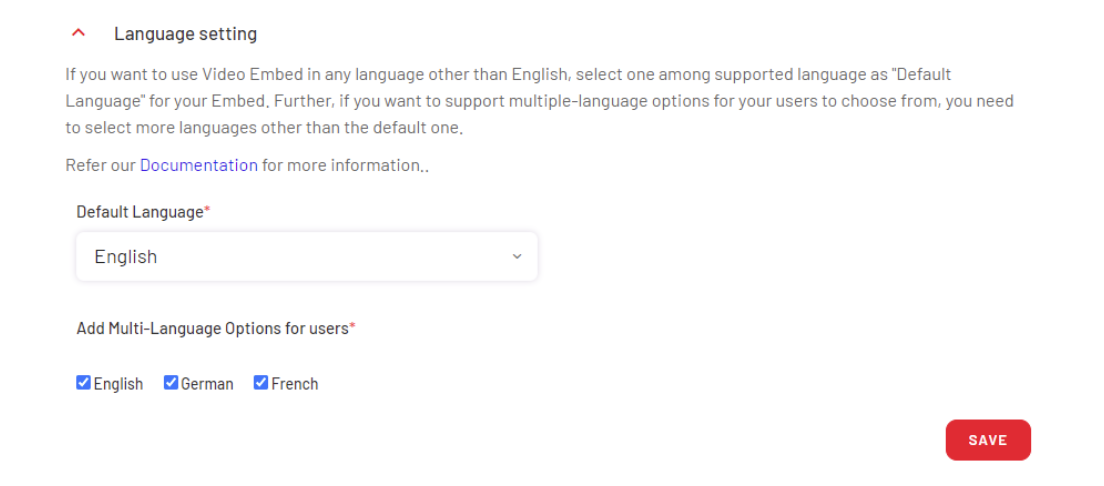 Language setting
If you want to use Video Embed in any language other than English, select one among supported language as "Default
Language" for your Embed. Further, if you want to support multiple-language options for your users to choose from, you need
to select more languages other than the default one.
Refer our Documentation for more information..
Default Language*
English
Add Multi-Language Options for users*
English German French
SAVE